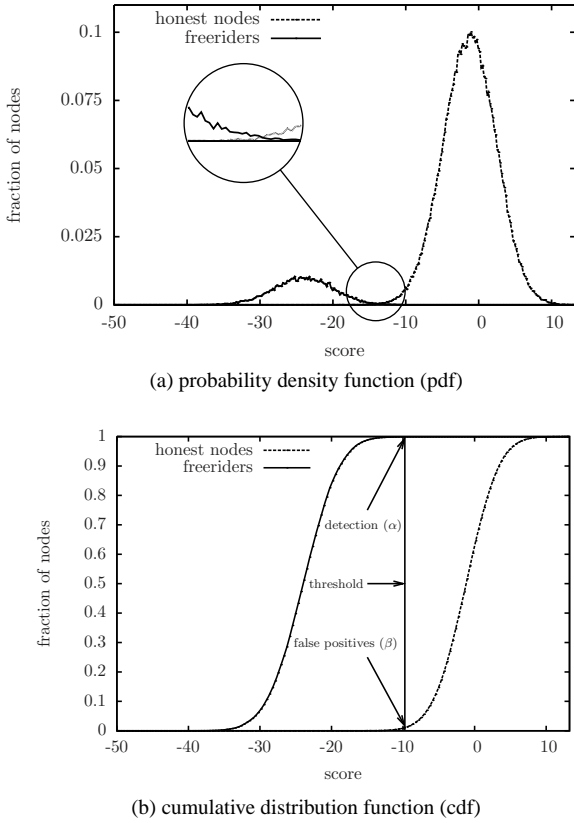 honest nodes
freeriders
0.1
0.075
0.05
0.025
0
fraction of nodes
-50
-40
-30
-20
-10
0
10
score
(a) probability density function (pdf)
honest nodes
freeriders
1
0.9
0.8
0.7
0.6
0.5
0.4
0.3
0.2
0.1
0
fraction of nodes
detection (α)
threshold
false positives (β)
-50
-40
-30
-20
-10
0
10
score
(b) cumulative distribution function (cdf)